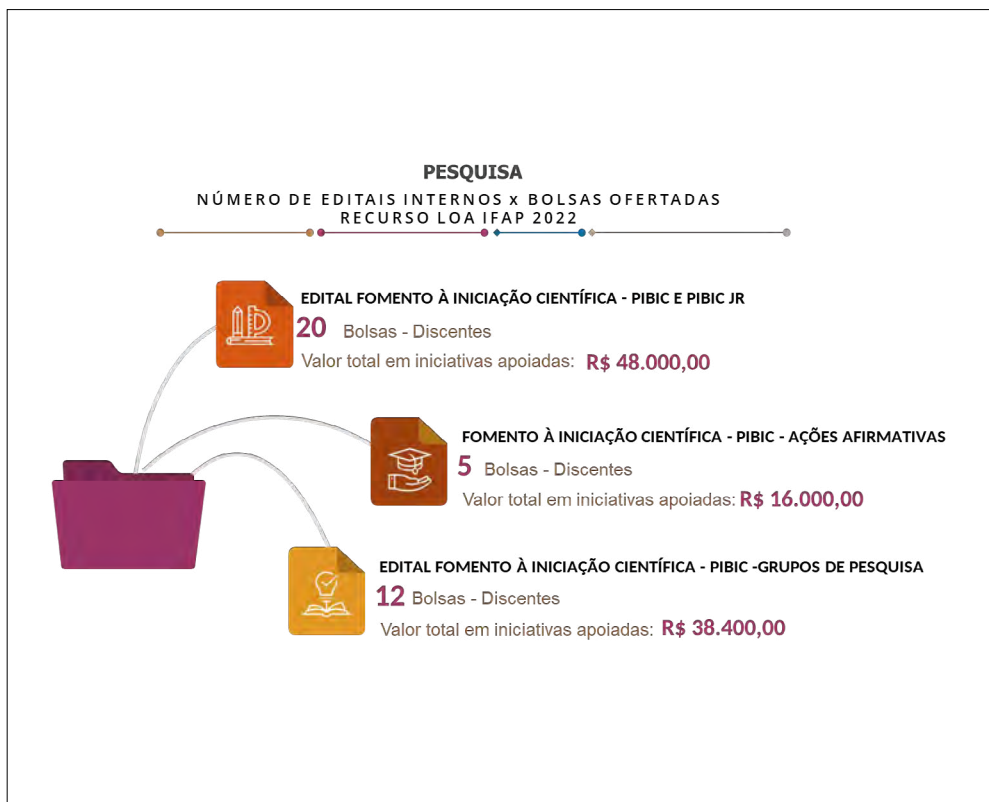 PESQUISA
NÚMERO DE EDITAIS INTERNOS x BOLSAS OFERTADAS
RECURSO LOA IFAP 2022
EDITAL FOMENTO À INICIAÇÃO CIENTÍFICA - PIBIC E PIBIC JR
20 Bolsas - Discentes
Valor total em iniciativas apoiadas: R$ 48.000,00
FOMENTO À INICIAÇÃO CIENTÍFICA - PIBIC - AÇÕES AFIRMATIVAS
5 Bolsas - Discentes
Valor total em iniciativas apoiadas: R$ 16.000,00
EDITAL FOMENTO À INICIAÇÃO CIENTÍFICA - PIBIC -GRUPOS DE PESQUISA
12 Bolsas - Discentes
Valor total em iniciativas apoiadas: R$ 38.400,00